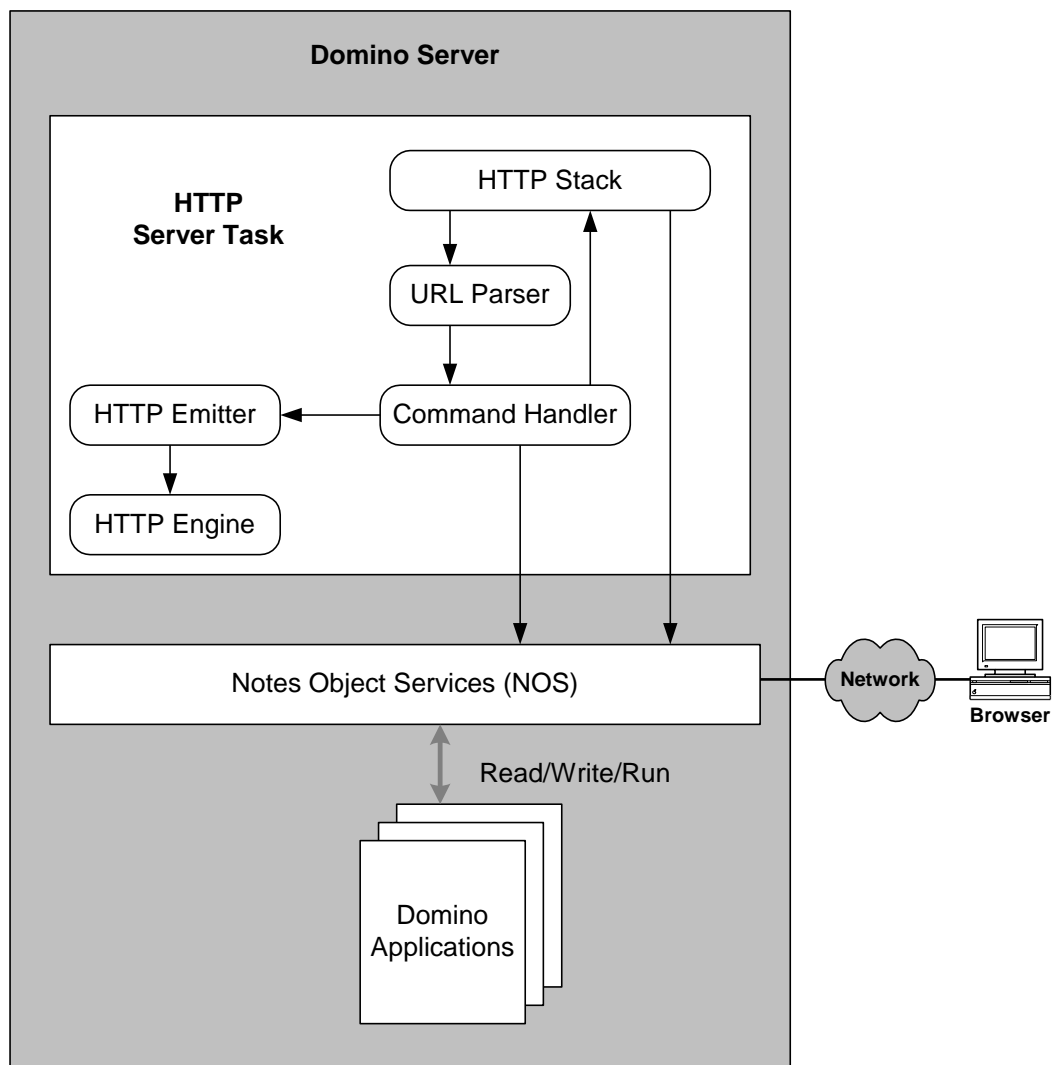 Domino Server
HTTP
Server Task
HTTP Stack
URL Parser
HTTP Emitter
Command Handler
HTTP Engine
Notes Object Services (NOS)
Network
Browser
Read/Write/Run
Domino
Applications